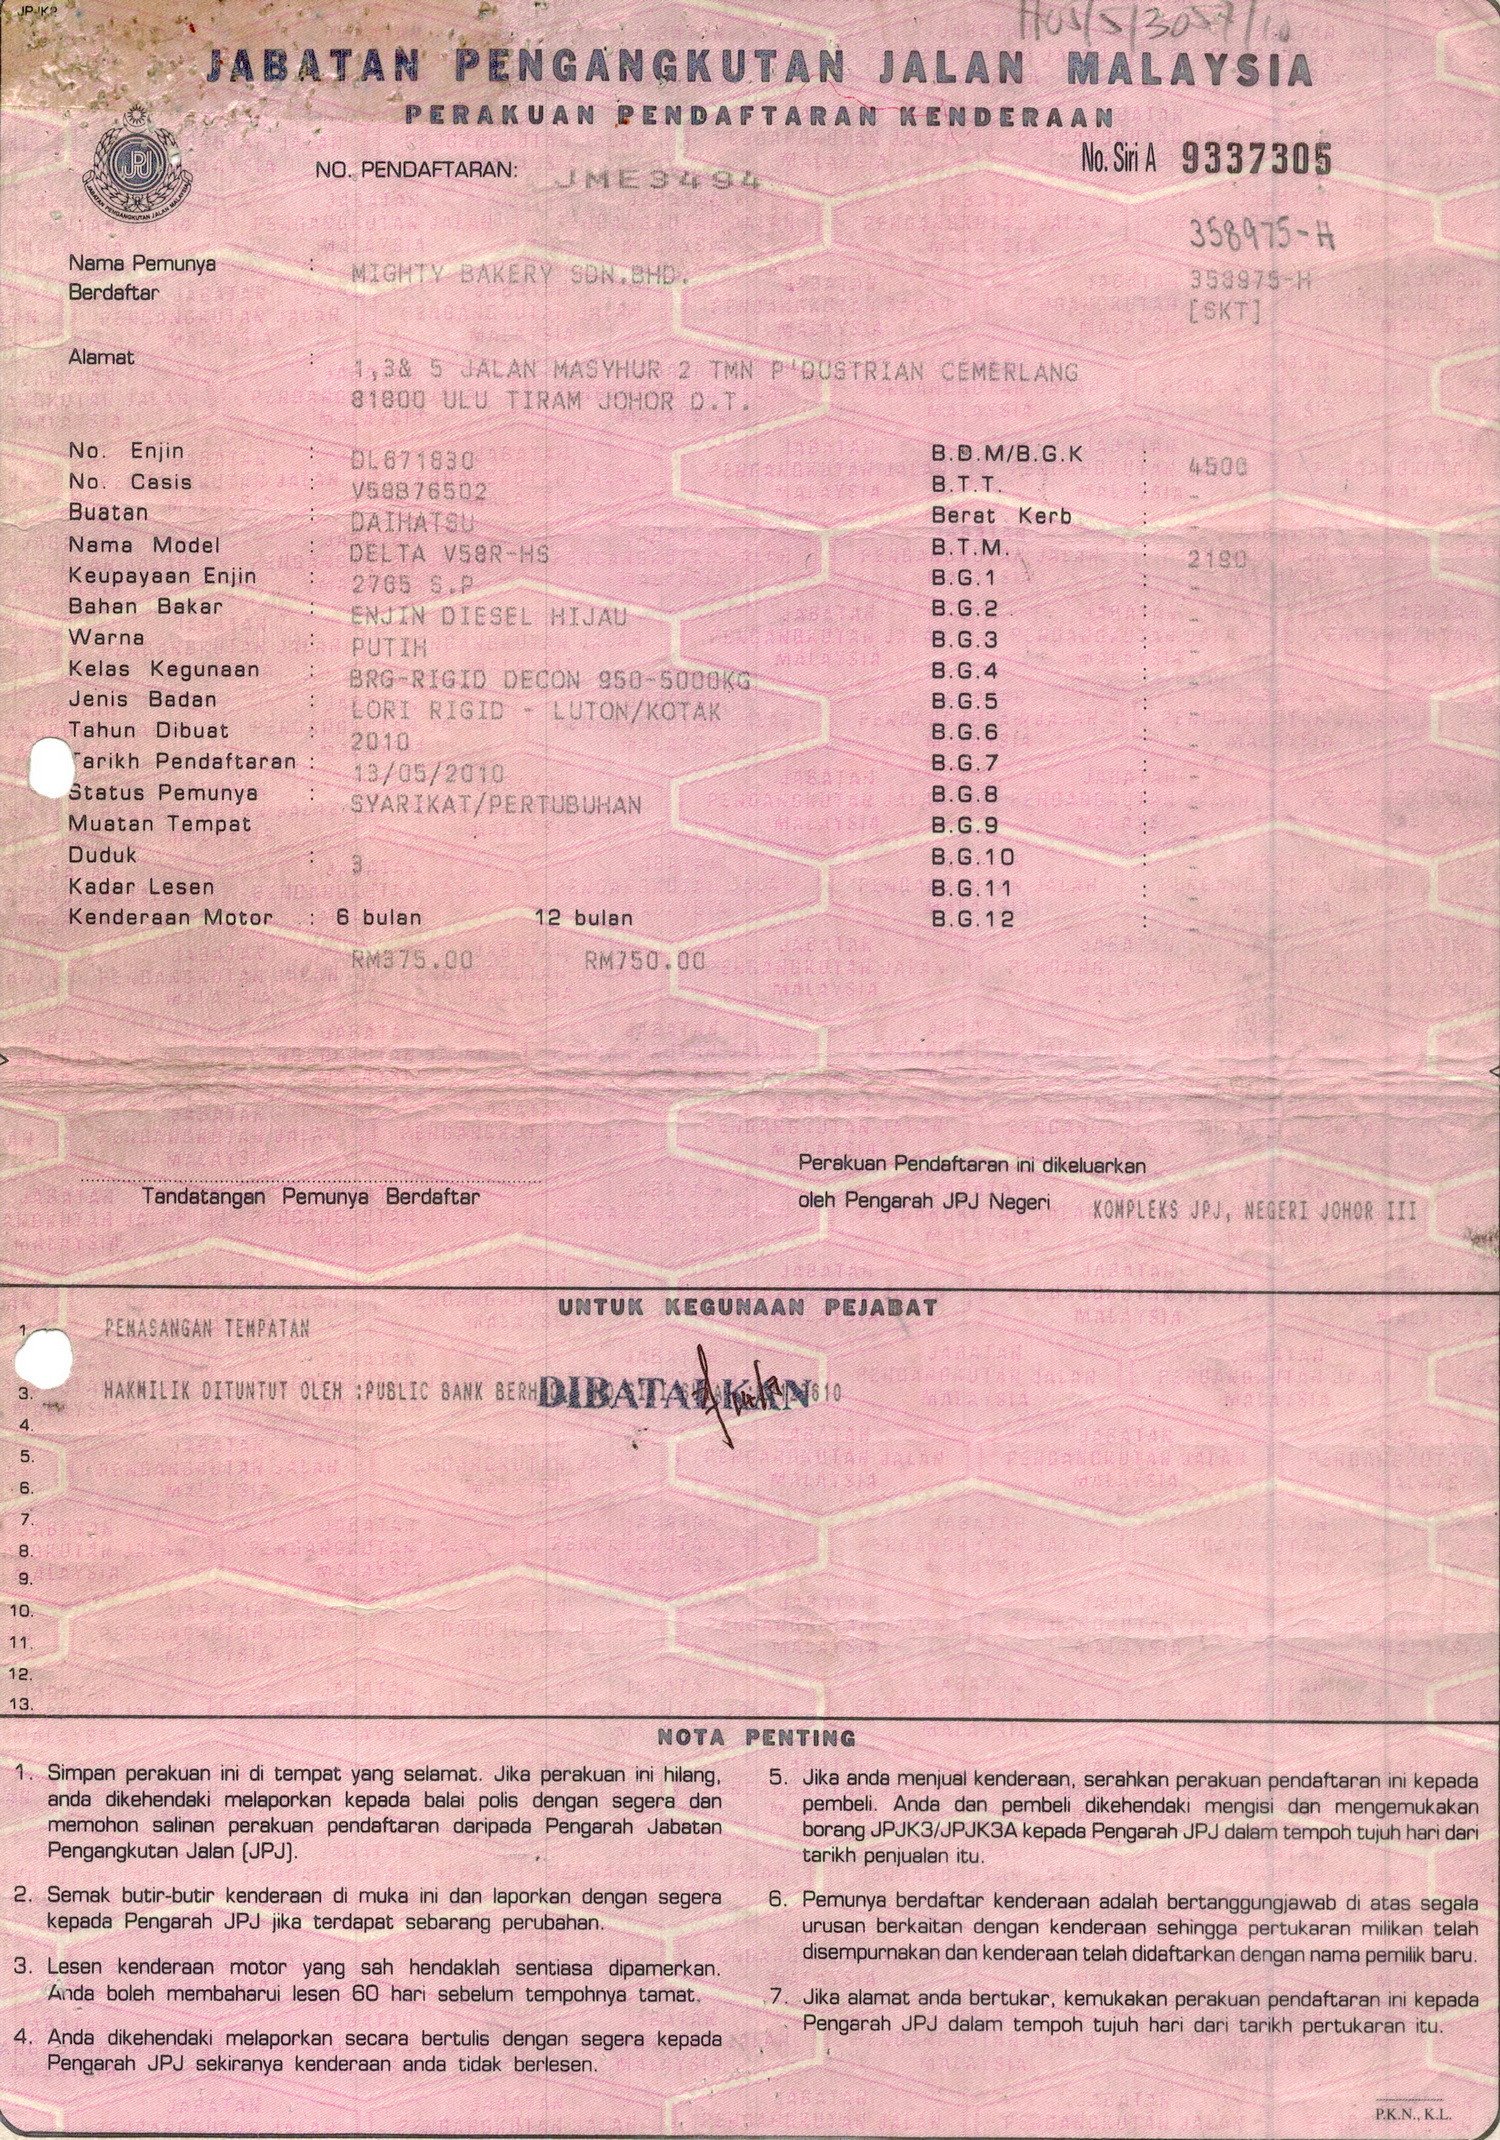 JPJK2
JABATAN PENGANGKUTAN JALAN MALAYSIA
PERAKUAN PENDAFTARAN KENDERAAN
No. Siri A 9337305
JPJ
JABATAN PENGANGKUTAN JALAN MALAYSIA
NO. PENDAFTARAN: JME3494
358975-H
Nama Pemunya Berdaftar : MIGHTY BAKERY SDN.BHD.
358975-H
[SKT]
Alamat : 1,3& 5 JALAN MASYHUR 2 TMN P'DUSTRIAN CEMERLANG
81800 ULU TIRAM JOHOR D.T.
No. Enjin : DL671830
No. Casis : V58B76502
Buatan : DAIHATSU
Nama Model : DELTA V58R-HS
Keupayaan Enjin : 2765 S.P
Bahan Bakar : ENJIN DIESEL HIJAU
Warna : PUTIH
Kelas Kegunaan : BRG-RIGID DECON 950-5000KG
Jenis Badan : LORI RIGID - LUTON/KOTAK
Tahun Dibuat : 2010
Tarikh Pendaftaran : 13/05/2010
Status Pemunya : SYARIKAT/PERTUBUHAN
Muatan Tempat
Duduk : 3
Kadar Lesen
Kenderaan Motor : 6 bulan 12 bulan
RM375.00 RM750.00
B.D.M/B.G.K : 4500
B.T.T. : -
Berat Kerb : -
B.T.M. : 2190
B.G.1 : -
B.G.2 : -
B.G.3 : -
B.G.4 : -
B.G.5 : -
B.G.6 : -
B.G.7 : -
B.G.8 : -
B.G.9 : -
B.G.10 : -
B.G.11 : -
B.G.12 : -
Tandatangan Pemunya Berdaftar
Perakuan Pendaftaran ini dikeluarkan
oleh Pengarah JPJ Negeri KOMPLEKS JPJ, NEGERI JOHOR III
UNTUK KEGUNAAN PEJABAT
1. PEMASANGAN TEMPATAN
3. HAKMILIK DITUNTUT OLEH :PUBLIC BANK
DIBATALKAN
4.
5.
6.
7.
8.
9.
10.
11.
12.
13.
NOTA PENTING
1. Simpan perakuan ini di tempat yang selamat. Jika perakuan ini hilang,
anda dikehendaki melaporkan kepada balai polis dengan segera dan
memohon salinan perakuan pendaftaran daripada Pengarah Jabatan
Pengangkutan Jalan (JPJ).
2. Semak butir-butir kenderaan di muka ini dan laporkan dengan segera
kepada Pengarah JPJ jika terdapat sebarang perubahan.
3. Lesen kenderaan motor yang sah hendaklah sentiasa dipamerkan.
Anda boleh membaharui lesen 60 hari sebelum tempohnya tamat.
4. Anda dikehendaki melaporkan secara bertulis dengan segera kepada
Pengarah JPJ sekiranya kenderaan anda tidak berlesen.
5. Jika anda menjual kenderaan, serahkan perakuan pendaftaran ini kepada
pembeli. Anda dan pembeli dikehendaki mengisi dan mengemukakan
borang JPJK3/JPJK3A kepada Pengarah JPJ dalam tempoh tujuh hari dari
tarikh penjualan itu.
6. Pemunya berdaftar kenderaan adalah bertanggungjawab di atas segala
urusan berkaitan dengan kenderaan sehingga pertukaran milikan telah
disempurnakan dan kenderaan telah didaftarkan dengan nama pemilik baru.
7. Jika alamat anda bertukar, kemukakan perakuan pendaftaran ini kepada
Pengarah JPJ dalam tempoh tujuh hari dari tarikh pertukaran itu.
P.K.N., K.L.